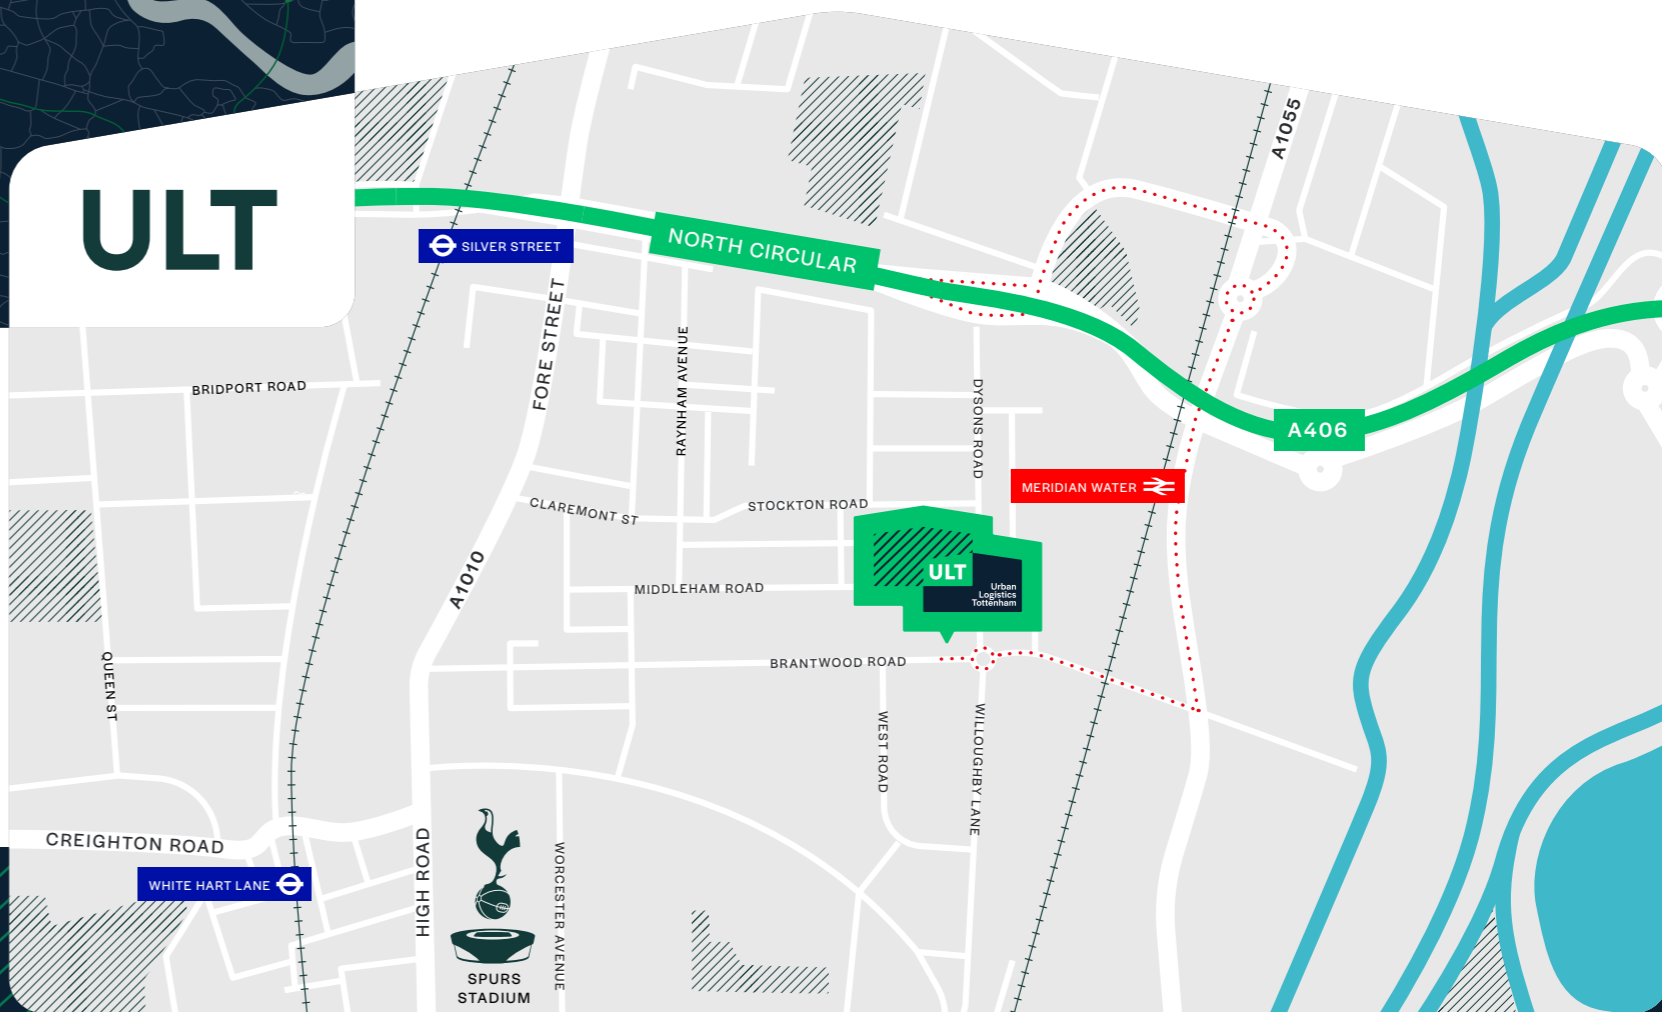 ULT
A1055
NORTH CIRCULAR
SILVER STREET
FORE STREET
RAYNHAM AVENUE
BRIDPORT ROAD
DYSONS ROAD
A406
MERIDIAN WATER
CLAREMONT ST
STOCKTON ROAD
A1010
ULT
Urban
Logistics
Tottenham
MIDDLEHAM ROAD
BRANTWOOD ROAD
QUEEN ST
WEST ROAD
WILLOUGHBY LANE
CREIGHTON ROAD
HIGH ROAD
WORCESTER AVENUE
WHITE HART LANE
SPURS
STADIUM